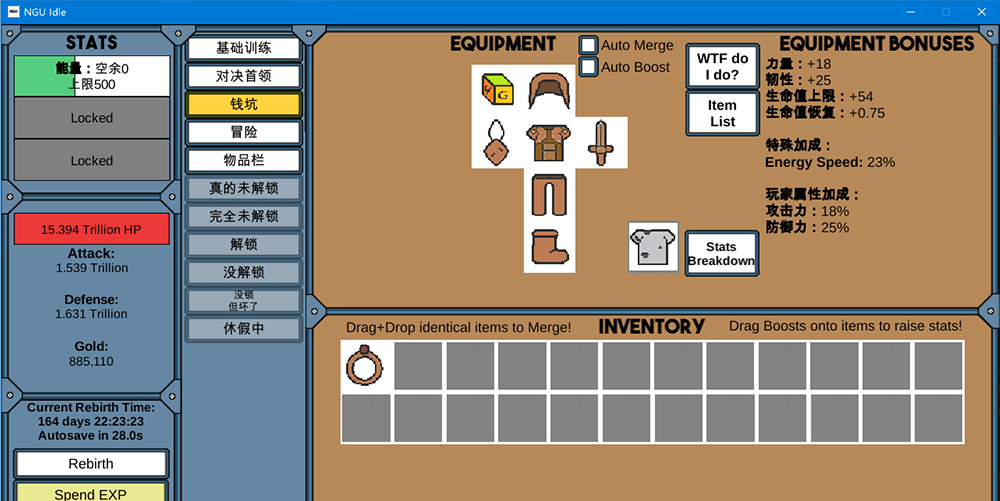 NGU Idle
STATS
能量：空余0
上限500
Locked
Locked
15.394 Trillion HP
Attack:
1.539 Trillion
Defense:
1.631 Trillion
Gold:
885,110
Current Rebirth Time:
164 days 22:23:23
Autosave in 28.0s
Rebirth
Spend EXP
基础训练
对决首领
钱坑
冒险
物品栏
真的未解锁
完全未解锁
解锁
没解锁
没锁
但坏了
休假中
EQUIPMENT
Auto Merge
Auto Boost
WTF do
I do?
Item
List
Stats
Breakdown
EQUIPMENT BONUSES
力量：+18
韧性：+25
生命值上限：+54
生命值恢复：+0.75
特殊加成：
Energy Speed: 23%
玩家属性加成：
攻击力：18%
防御力：25%
Drag+Drop identical items to Merge!
INVENTORY
Drag Boosts onto items to raise stats!